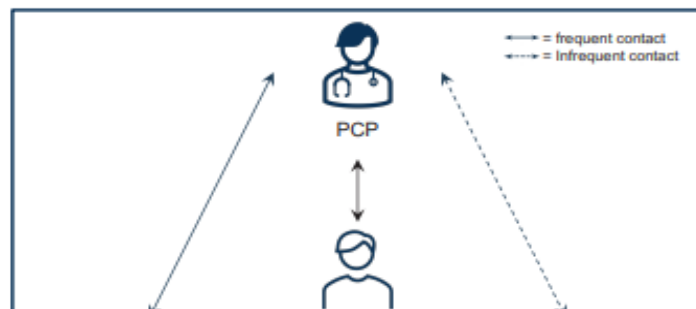 = frequent contact
= Infrequent contact
PCP